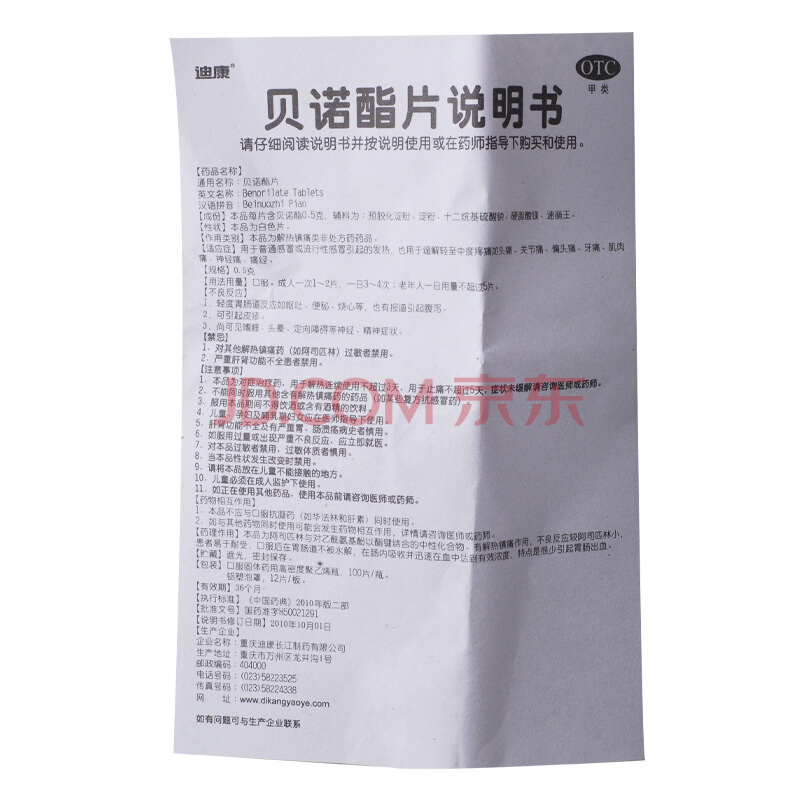 迪康®
OTC
甲类
贝诺酯片说明书
请仔细阅读说明书并按说明使用或在药师指导下购买和使用。
【药品名称】
通用名称：贝诺酯片
英文名称：Benorilate Tablets
汉语拼音：Beinuozhi Pian
【成份】本品每片含贝诺酯0.5克，辅料为：预胶化淀粉、淀粉、十二烷基硫酸钠、硬脂酸镁、速崩王。
【性状】本品为白色片。
【作用类别】本品为解热镇痛类非处方药药品。
【适应症】用于普通感冒或流行性感冒引起的发热，也用于缓解轻至中度疼痛如头痛、关节痛、偏头痛、牙痛、肌肉
痛、神经痛、痛经。
【规格】0.5克
【用法用量】口服。成人一次1～2片，一日3～4次；老年人一日用量不超过5片。
【不良反应】
1．轻度胃肠道反应如呕吐、便秘、烧心等，也有报道引起腹泻。
2．可引起皮疹。
3．尚可见嗜睡、头晕、定向障碍等神经、精神症状。
【禁忌】
1．对其他解热镇痛药（如阿司匹林）过敏者禁用。
2．严重肝肾功能不全患者禁用。
【注意事项】
1．本品为对症治疗药，用于解热连续使用不超过3天，用于止痛不超过5天，症状未缓解请咨询医师或药师。
2．不能同时服用其他含有解热镇痛药的药品（如某些复方抗感冒药）。
3．服用本品期间不得饮酒或含有酒精的饮料。
4．儿童、孕妇及哺乳期妇女应在医师指导下使用。
5．肝肾功能不全及有严重胃、肠溃疡病史者慎用。
6．如服用过量或出现严重不良反应，应立即就医。
7．对本品过敏者禁用，过敏体质者慎用。
8．当本品性状发生改变时禁用。
9．请将本品放在儿童不能接触的地方。
10．儿童必须在成人监护下使用。
11．如正在使用其他药品，使用本品前请咨询医师或药师。
【药物相互作用】
1．本品不应与口服抗凝药（如华法林和肝素）同时使用。
2．如与其他药物同时使用可能会发生药物相互作用，详情请咨询医师或药师。
【药理作用】本品为阿司匹林与对乙酰氨基酚以酯键结合的中性化合物，有解热镇痛作用，不良反应较阿司匹林小，
患者易于耐受，口服后在胃肠道不被水解，在肠内吸收并迅速在血中达到有效浓度，特点是很少引起胃肠出血。
【贮藏】遮光，密封保存。
【包装】口服固体药用高密度聚乙烯瓶，100片/瓶。
铝塑泡罩，12片/板。
【有效期】36个月
【执行标准】《中国药典》2010年版二部
【批准文号】国药准字H50021291
【说明书修订日期】2010年10月01日
【生产企业】
企业名称：重庆迪康长江制药有限公司
生产地址：重庆市万州区龙井沟1号
邮政编码：404000
电话号码：(023)58223525
传真号码：(023)58224338
网 址：www.dikangyaoye.com
如有问题可与生产企业联系
JD.COM 京东